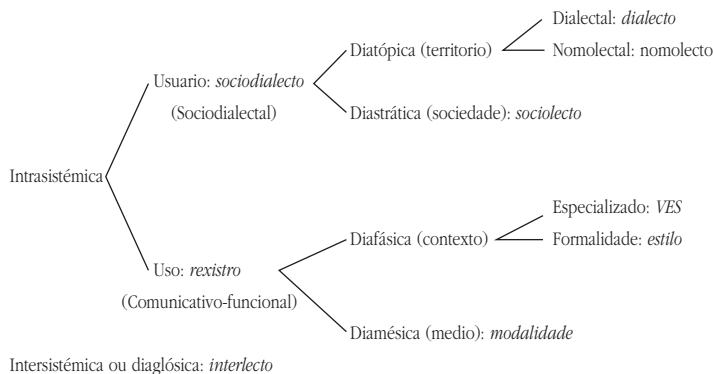 Dialectal: dialecto
Diatópica (territorio)
Nomolectal: nomolecto
Usuario: sociodialecto
(Sociodialectal)
Diastrática (sociedade): sociolecto
Intrasistémica
Especializado: VES
Diafásica (contexto)
Formalidade: estilo
Uso: rexistro
(Comunicativo-funcional)
Diamésica (medio): modalidade
Intersistémica ou diaglósica: interlecto